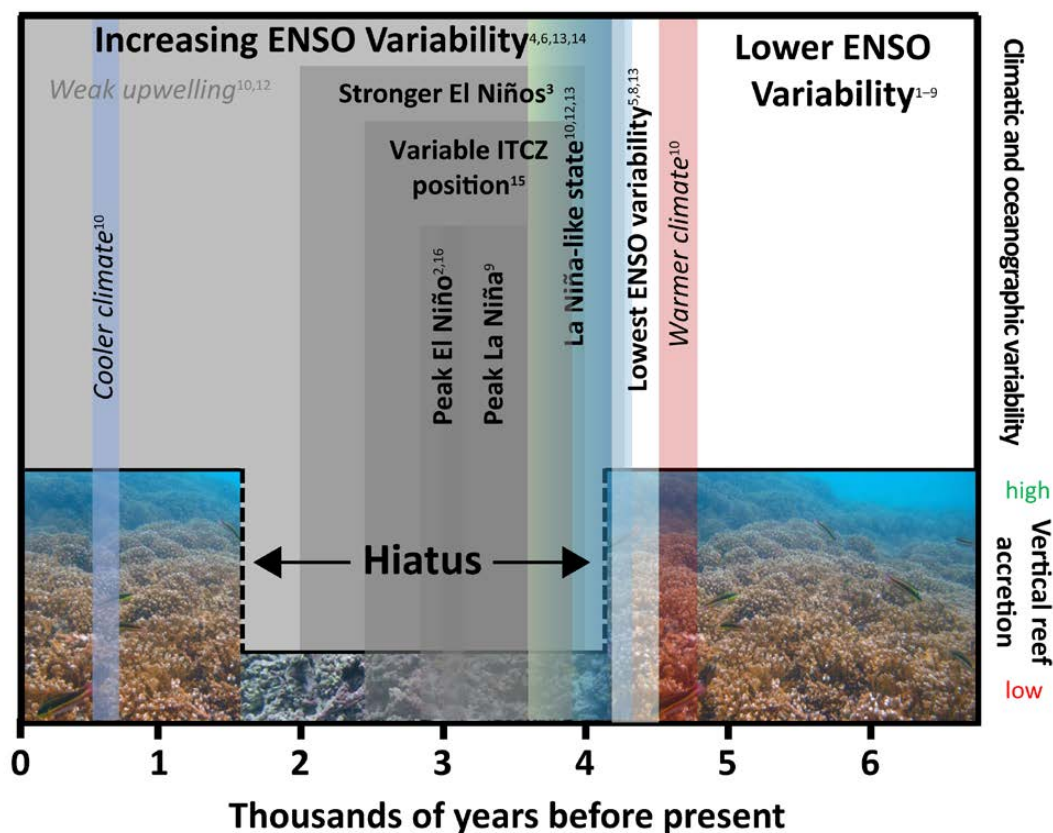 Increasing ENSO Variability4,6,13,14
Weak upwelling10,12
Stronger El Niños3
Variable ITCZ
position15
Cooler climate10
Peak El Niño2,16
Peak La Niña9
La Niña-like state10,12,13
Lowest ENSO variability5,8,13
Warmer climate10
Lower ENSO
Variability1–9
Hiatus
Climatic and oceanographic variability
high
Vertical reef
accretion
low
0 1 2 3 4 5 6
Thousands of years before present